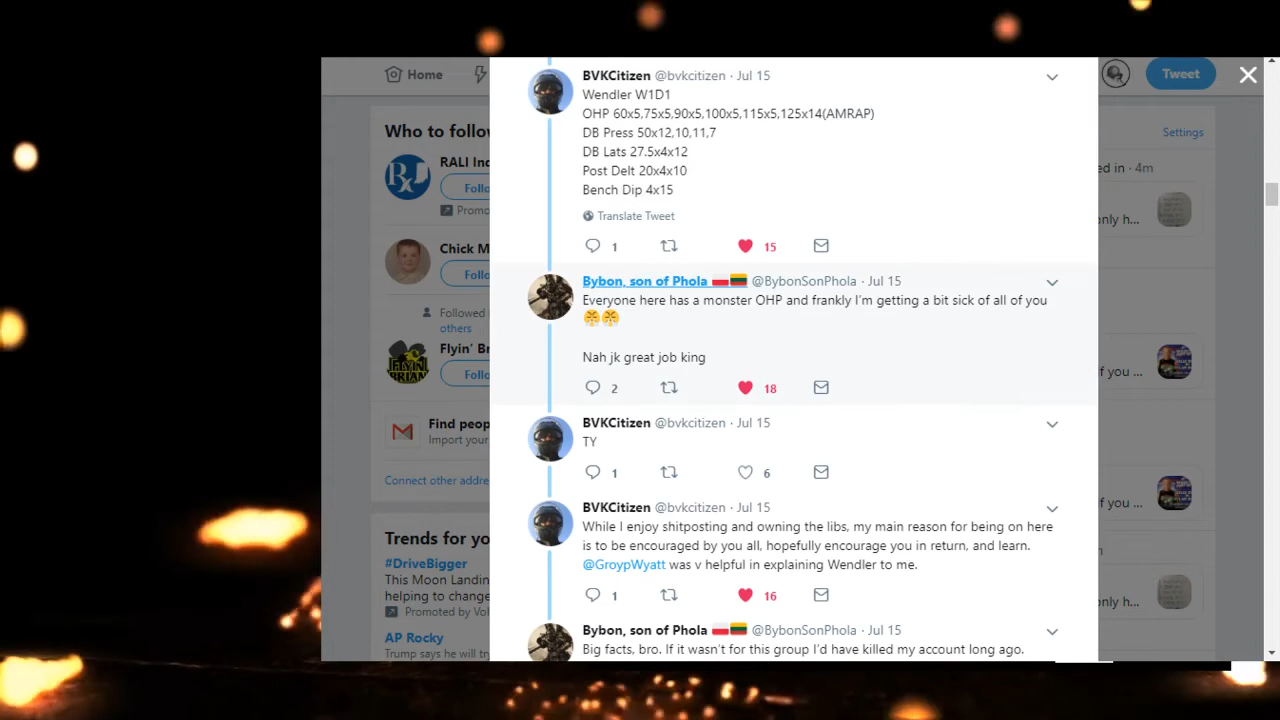 Home
Tweet
Who to follow
RALI Ind
Follo
Promo
Chick M
Follo
Followed
others
Flyin' Br
Follo
Find peop
Import your
Connect other addre
Trends for yo
#DriveBigger
This Moon Landin
helping to change
Promoted by Vol
AP Rocky
Trump says he will try
BVKCitizen @bvkcitizen · Jul 15
Wendler W1D1
OHP 60x5,75x5,90x5,100x5,115x5,125x14(AMRAP)
DB Press 50x12,10,11,7
DB Lats 27.5x4x12
Post Delt 20x4x10
Bench Dip 4x15
Translate Tweet
1 15
Bybon, son of Phola @BybonSonPhola · Jul 15
Everyone here has a monster OHP and frankly I'm getting a bit sick of all of you
Nah jk great job king
2 18
BVKCitizen @bvkcitizen · Jul 15
TY
1 6
BVKCitizen @bvkcitizen · Jul 15
While I enjoy shitposting and owning the libs, my main reason for being on here
is to be encouraged by you all, hopefully encourage you in return, and learn.
@GroypWyatt was v helpful in explaining Wendler to me.
1 16
Bybon, son of Phola @BybonSonPhola · Jul 15
Big facts, bro. If it wasn't for this group I'd have killed my account long ago.
Settings
ed in · 4m
only h...
f you ...
f you ...
only h...